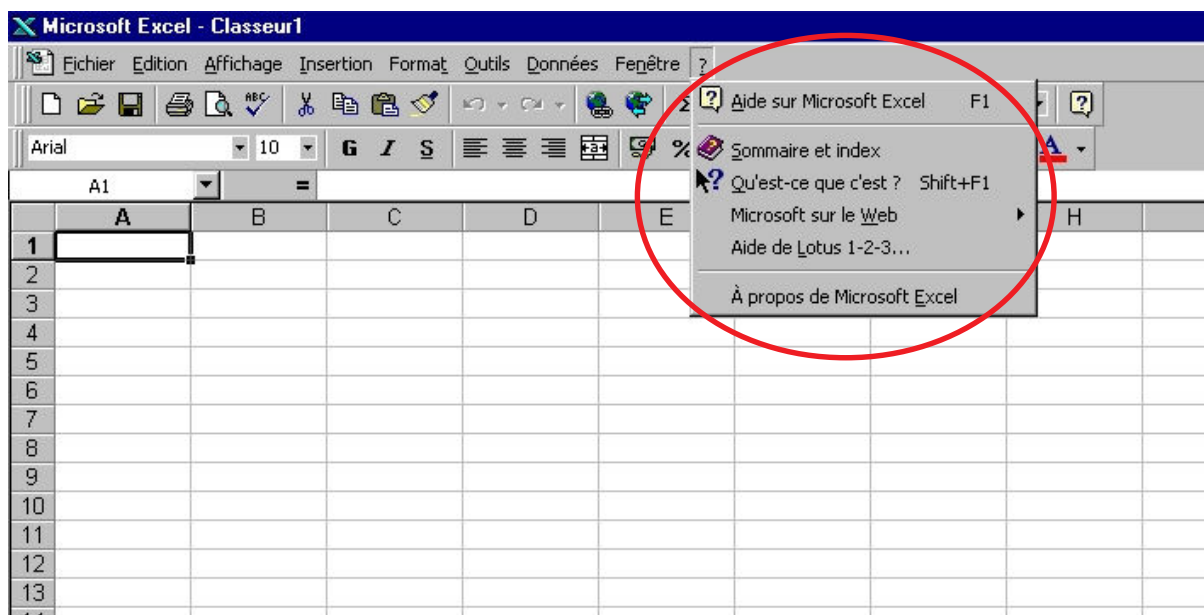 Microsoft Excel - Classeur1
Fichier Edition Affichage Insertion Format Outils Données Fenêtre ?
Aide sur Microsoft Excel F1
Arial 10 G I S %
Sommaire et index
A1 =
Qu'est-ce que c'est ? Shift+F1
A B C D E H
Microsoft sur le Web
1
Aide de Lotus 1-2-3...
2
3
À propos de Microsoft Excel
4
5
6
7
8
9
10
11
12
13